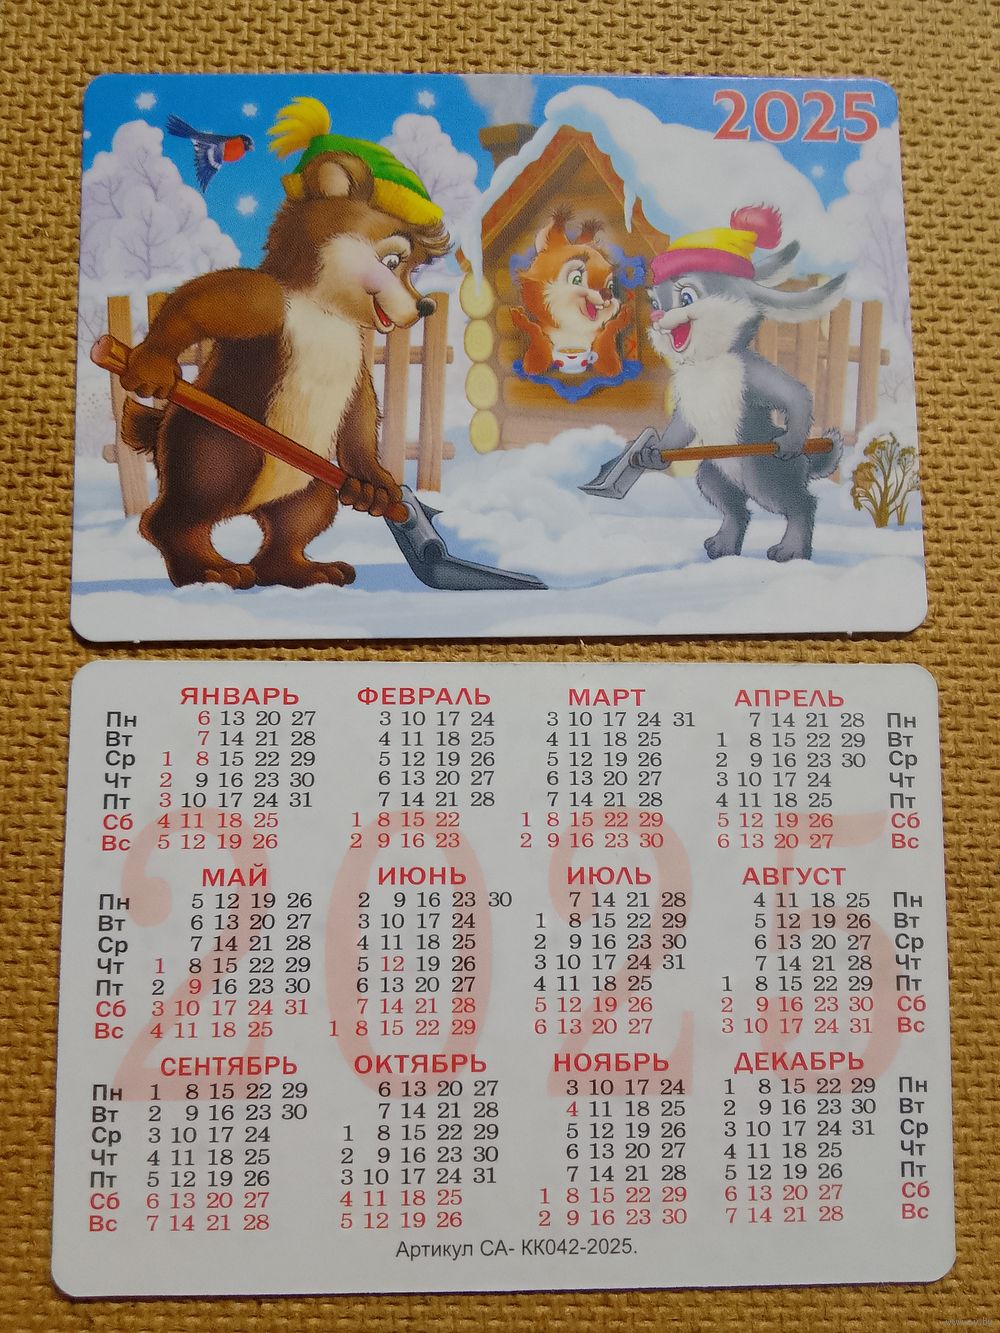 2025
ЯНВАРЬ ФЕВРАЛЬ МАРТ АПРЕЛЬ
Пн 6 13 20 27 3 10 17 24 3 10 17 24 31 7 14 21 28 Пн
Вт 7 14 21 28 4 11 18 25 4 11 18 25 1 8 15 22 29 Вт
Ср 1 8 15 22 29 5 12 19 26 5 12 19 26 2 9 16 23 30 Ср
Чт 2 9 16 23 30 6 13 20 27 6 13 20 27 3 10 17 24 Чт
Пт 3 10 17 24 31 7 14 21 28 7 14 21 28 4 11 18 25 Пт
Сб 4 11 18 25 1 8 15 22 1 8 15 22 29 5 12 19 26 Сб
Вс 5 12 19 26 2 9 16 23 2 9 16 23 30 6 13 20 27 Вс
2025
МАЙ ИЮНЬ ИЮЛЬ АВГУСТ
Пн 5 12 19 26 2 9 16 23 30 7 14 21 28 4 11 18 25 Пн
Вт 6 13 20 27 3 10 17 24 1 8 15 22 29 5 12 19 26 Вт
Ср 7 14 21 28 4 11 18 25 2 9 16 23 30 6 13 20 27 Ср
Чт 1 8 15 22 29 5 12 19 26 3 10 17 24 31 7 14 21 28 Чт
Пт 2 9 16 23 30 6 13 20 27 4 11 18 25 1 8 15 22 29 Пт
Сб 3 10 17 24 31 7 14 21 28 5 12 19 26 2 9 16 23 30 Сб
Вс 4 11 18 25 1 8 15 22 29 6 13 20 27 3 10 17 24 31 Вс
СЕНТЯБРЬ ОКТЯБРЬ НОЯБРЬ ДЕКАБРЬ
Пн 1 8 15 22 29 6 13 20 27 3 10 17 24 1 8 15 22 29 Пн
Вт 2 9 16 23 30 7 14 21 28 4 11 18 25 2 9 16 23 30 Вт
Ср 3 10 17 24 1 8 15 22 29 5 12 19 26 3 10 17 24 31 Ср
Чт 4 11 18 25 2 9 16 23 30 6 13 20 27 4 11 18 25 Чт
Пт 5 12 19 26 3 10 17 24 31 7 14 21 28 5 12 19 26 Пт
Сб 6 13 20 27 4 11 18 25 1 8 15 22 29 6 13 20 27 Сб
Вс 7 14 21 28 5 12 19 26 2 9 16 23 30 7 14 21 28 Вс
Артикул СА- КК042-2025.